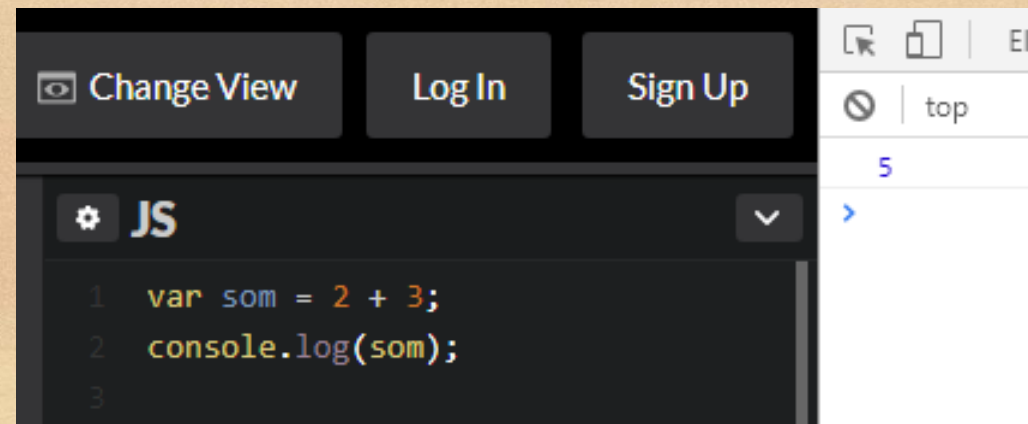 Change View Log In Sign Up
El
top
5
JS
1 var som = 2 + 3;
2 console.log(som);
3